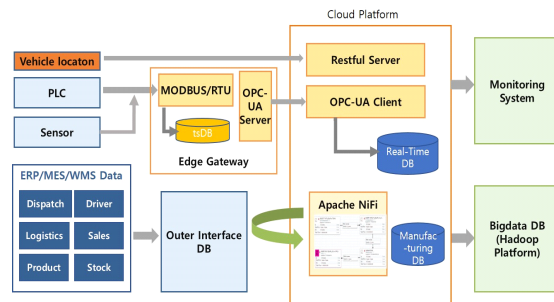 Cloud Platform
Vehicle locaton
Restful Server
PLC
MODBUS/RTU
OPC-
UA
Server
OPC-UA Client
Monitoring
System
Sensor
tsDB
Edge Gateway
Real-Time
DB
ERP/MES/WMS Data
Dispatch
Driver
Logistics
Sales
Product
Stock
Outer Interface
DB
Apache NiFi
Manufac
-turing
DB
Bigdata DB
(Hadoop
Platform)